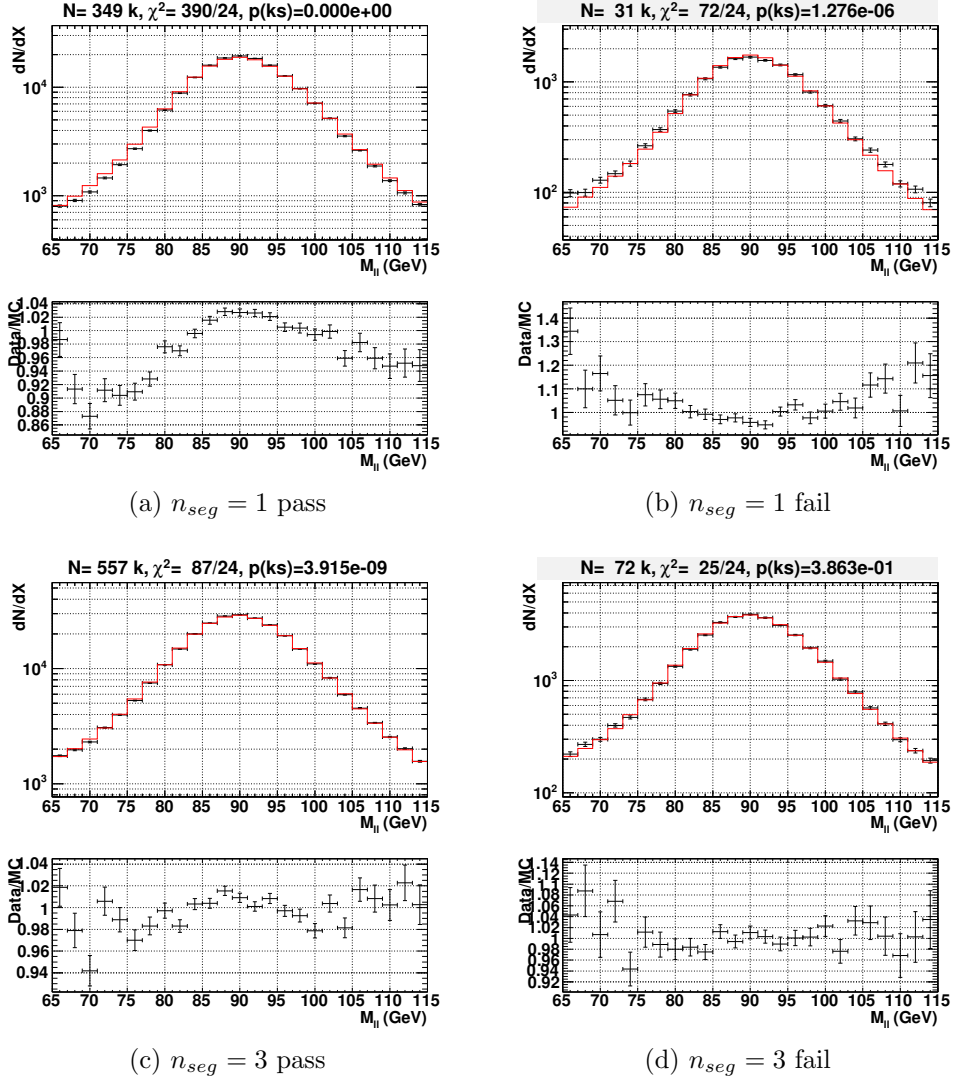 N= 349 k, χ²= 390/24, p(ks)=0.000e+00
dN/dX
10⁴
10³
65 70 75 80 85 90 95 100 105 110 115
M_ll (GeV)
Data/MC
1.04
1.02
1
0.98
0.96
0.94
0.92
0.9
0.88
0.86
65 70 75 80 85 90 95 100 105 110 115
M_ll (GeV)
(a) n_seg = 1 pass
N= 31 k, χ²= 72/24, p(ks)=1.276e-06
dN/dX
10³
10²
65 70 75 80 85 90 95 100 105 110 115
M_ll (GeV)
Data/MC
1.4
1.3
1.2
1.1
1
65 70 75 80 85 90 95 100 105 110 115
M_ll (GeV)
(b) n_seg = 1 fail
N= 557 k, χ²= 87/24, p(ks)=3.915e-09
dN/dX
10⁴
10³
65 70 75 80 85 90 95 100 105 110 115
M_ll (GeV)
Data/MC
1.04
1.02
1
0.98
0.96
0.94
65 70 75 80 85 90 95 100 105 110 115
M_ll (GeV)
(c) n_seg = 3 pass
N= 72 k, χ²= 25/24, p(ks)=3.863e-01
dN/dX
10³
10²
65 70 75 80 85 90 95 100 105 110 115
M_ll (GeV)
Data/MC
1.14
1.12
1.1
1.08
1.06
1.04
1.02
1
0.98
0.96
0.94
0.92
65 70 75 80 85 90 95 100 105 110 115
M_ll (GeV)
(d) n_seg = 3 fail